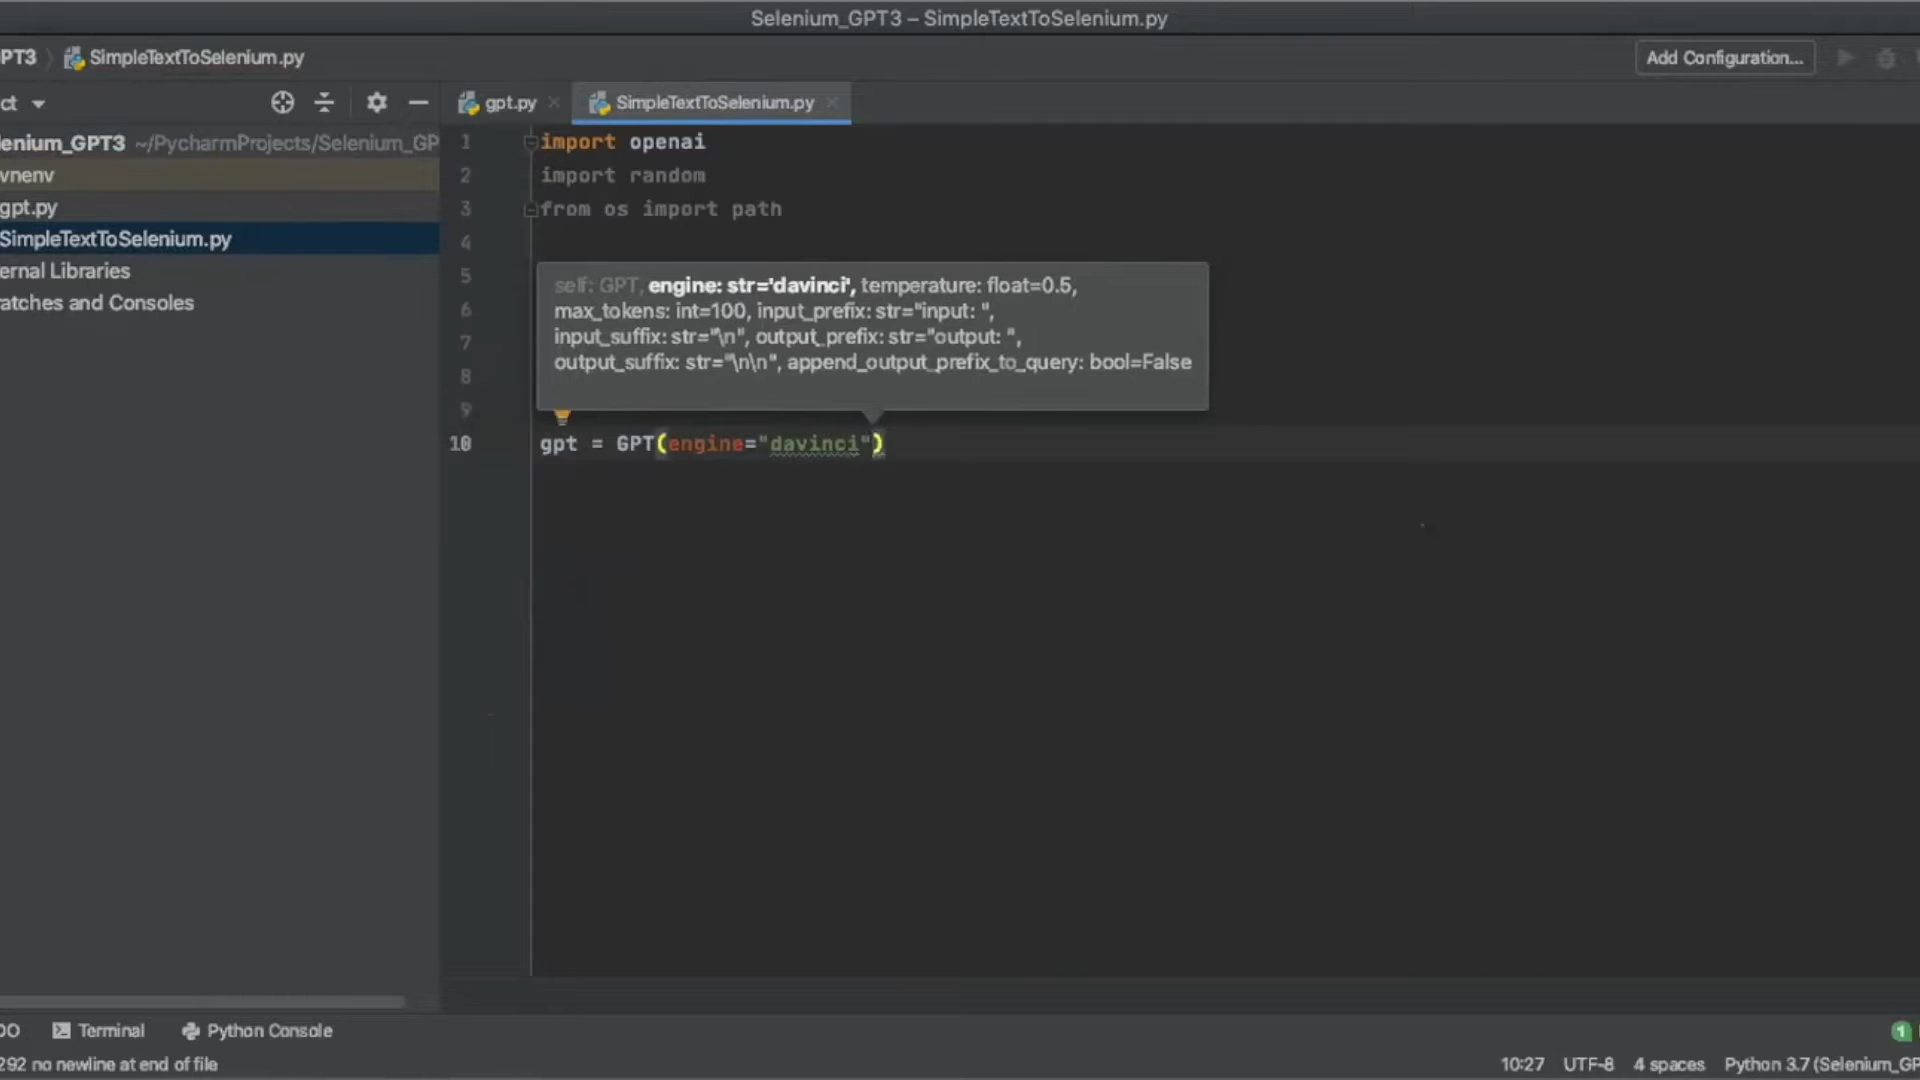 Selenium_GPT3 – SimpleTextToSelenium.py
PT3 SimpleTextToSelenium.py
Add Configuration...
ct
gpt.py
SimpleTextToSelenium.py
lenium_GPT3 ~/PycharmProjects/Selenium_GP
vnenv
gpt.py
SimpleTextToSelenium.py
ernal Libraries
atches and Consoles
1 import openai
2 import random
3 from os import path
4
5
6
7
8
9
self: GPT, engine: str='davinci', temperature: float=0.5,
max_tokens: int=100, input_prefix: str="input: ",
input_suffix: str="\n", output_prefix: str="output: ",
output_suffix: str="\n\n", append_output_prefix_to_query: bool=False
10 gpt = GPT(engine="davinci")
DO Terminal Python Console
1
292 no newline at end of file
10:27 UTF-8 4 spaces Python 3.7 (Selenium_GP